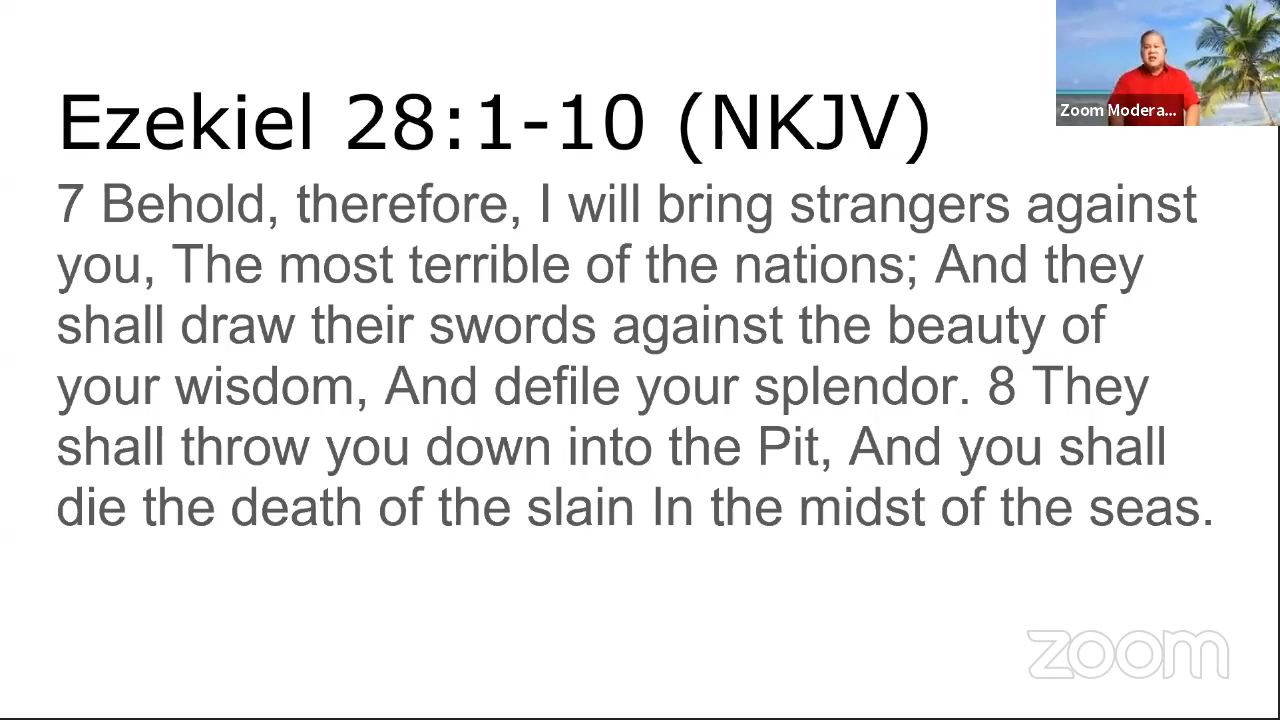 Ezekiel 28:1-10 (NKJV)
7 Behold, therefore, I will bring strangers against
you, The most terrible of the nations; And they
shall draw their swords against the beauty of
your wisdom, And defile your splendor. 8 They
shall throw you down into the Pit, And you shall
die the death of the slain In the midst of the seas.
Zoom Modera...
zoom